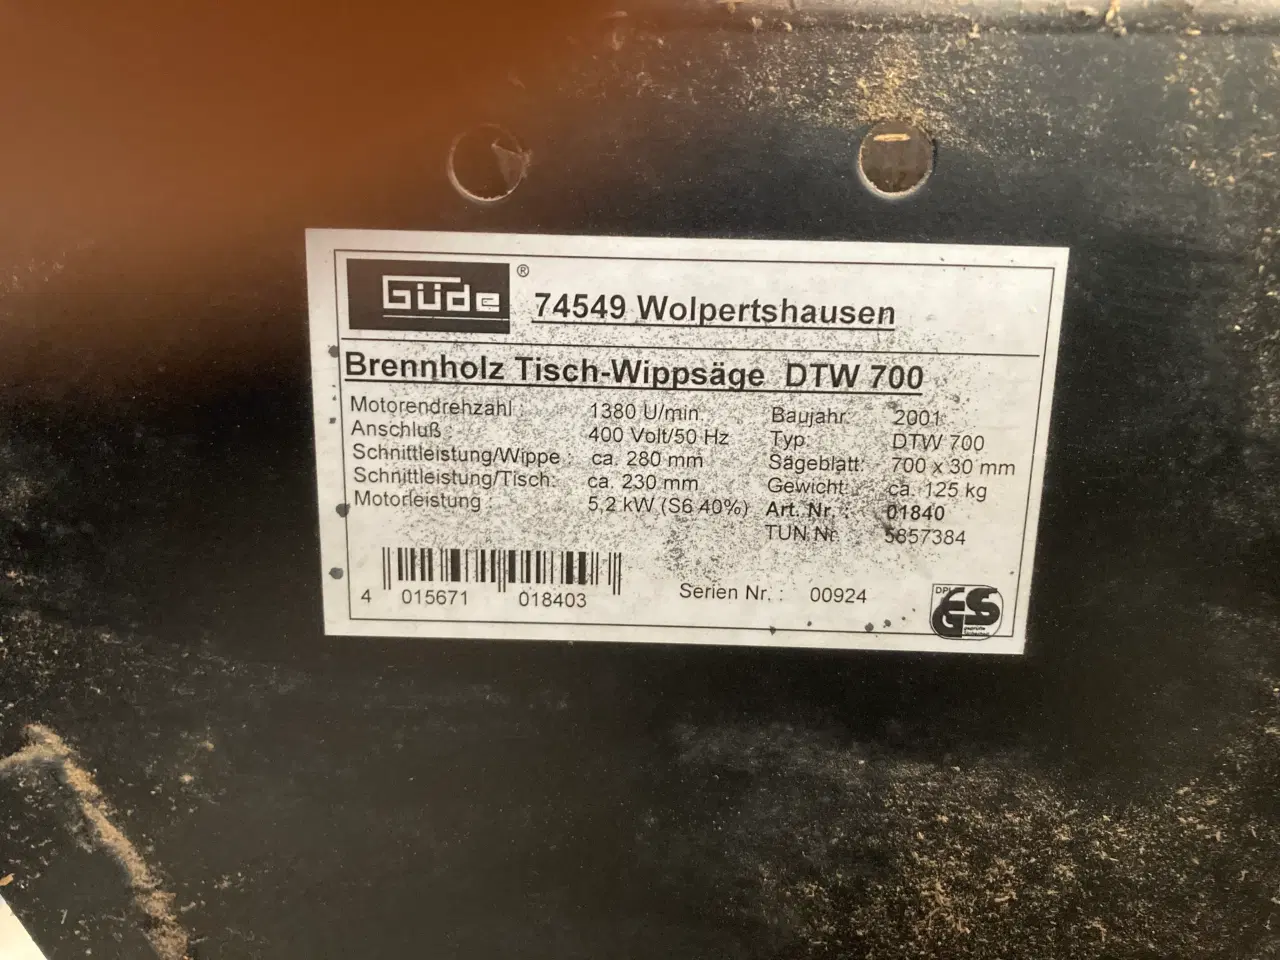 Güde ® 74549 Wolpertshausen
Brennholz Tisch-Wippsäge DTW 700
Motorendrehzahl : 1380 U/min.
Anschluß : 400 Volt/50 Hz
Schnittleistung/Wippe : ca. 280 mm
Schnittleistung/Tisch: ca. 230 mm
Motorleistung : 5,2 kW (S6 40%)
Baujahr: 2001
Typ: DTW 700
Sägeblatt: 700 x 30 mm
Gewicht: ca. 125 kg
Art. Nr. : 01840
TUN Nr. 5857384
4 015671 018403
Serien Nr. : 00924
GS